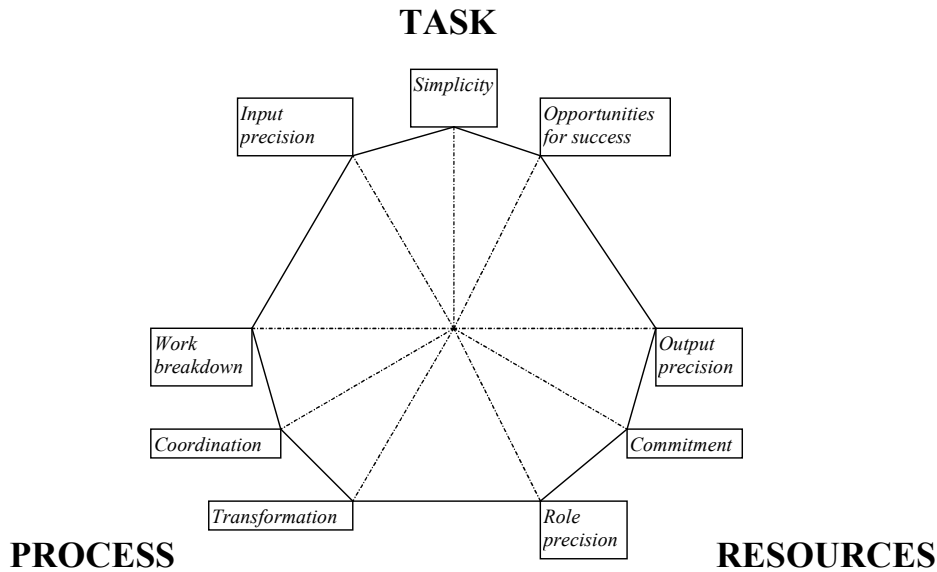 TASK
Simplicity
Input
precision
Opportunities
for success
Work
breakdown
Output
precision
Coordination
Commitment
Transformation
Role
precision
PROCESS
RESOURCES